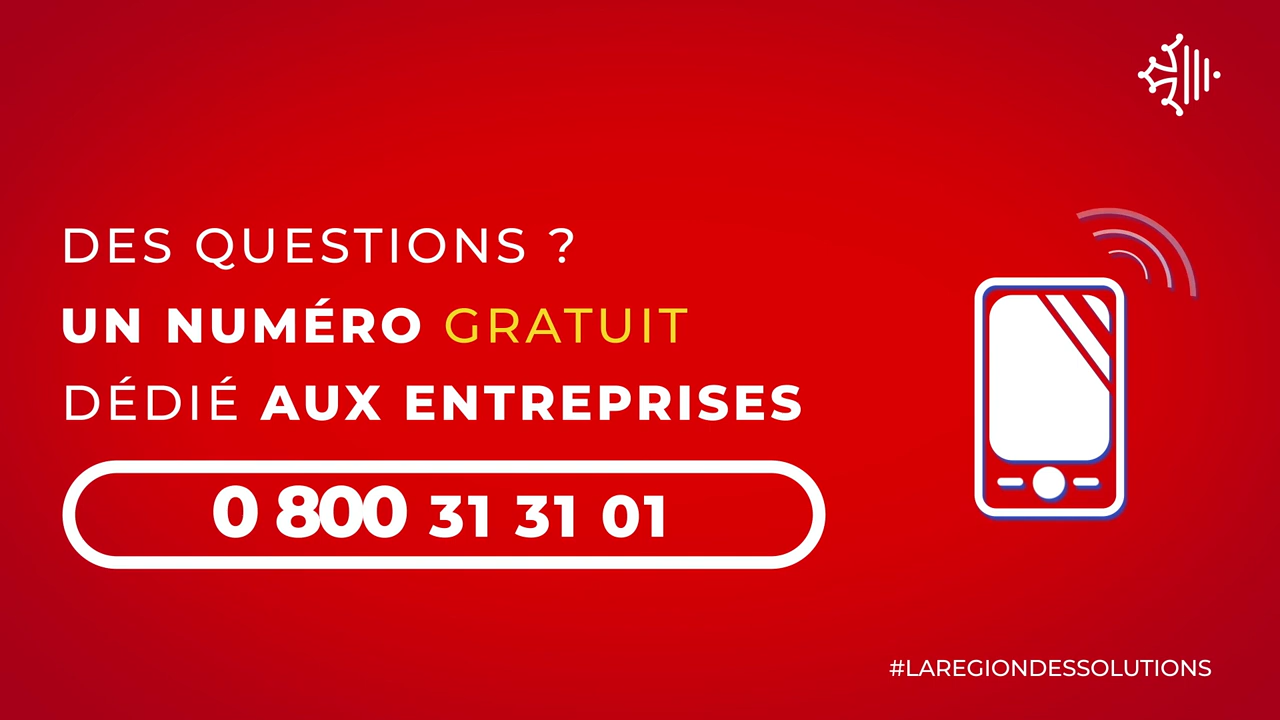 DES QUESTIONS ?
UN NUMÉRO GRATUIT
DÉDIÉ AUX ENTREPRISES
0 800 31 31 01
#LAREGIONDESSOLUTIONS